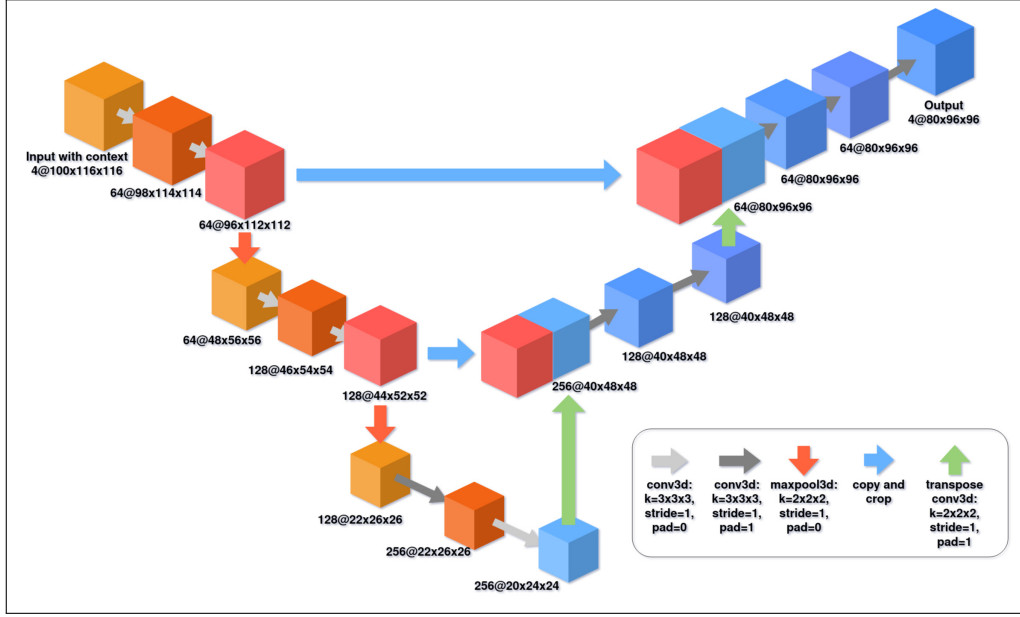 Input with context
4@100x116x116
64@98x114x114
64@96x112x112
64@48x56x56
128@46x54x54
128@44x52x52
128@22x26x26
256@22x26x26
256@20x24x24
256@40x48x48
128@40x48x48
128@40x48x48
64@80x96x96
64@80x96x96
64@80x96x96
Output
4@80x96x96
conv3d:
k=3x3x3,
stride=1,
pad=0
conv3d:
k=3x3x3,
stride=1,
pad=1
maxpool3d:
k=2x2x2,
stride=1,
pad=0
copy and
crop
transpose
conv3d:
k=2x2x2,
stride=1,
pad=1